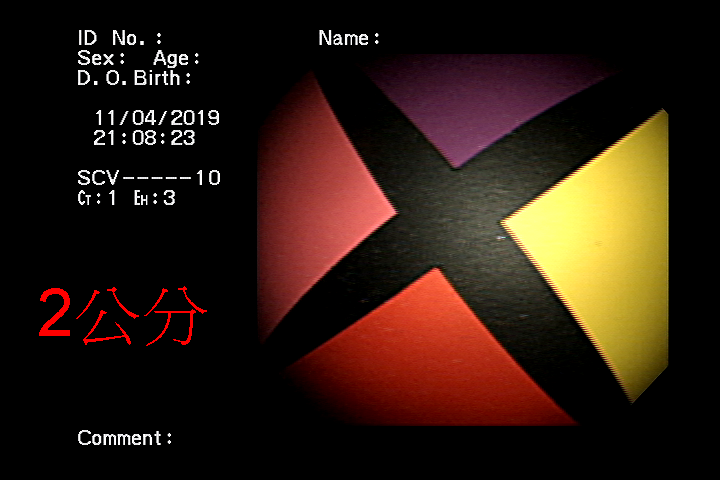 ID No.: Name:
Sex: Age:
D.O.Birth:
11/04/2019
21:08:23
SCV-----10
Ct:1 Eh:3
2公分
Comment: